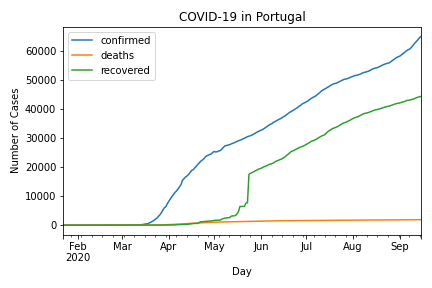 COVID-19 in Portugal
confirmed
deaths
recovered
Number of Cases
60000
50000
40000
30000
20000
10000
0
Feb Mar Apr May Jun Jul Aug Sep
2020
Day